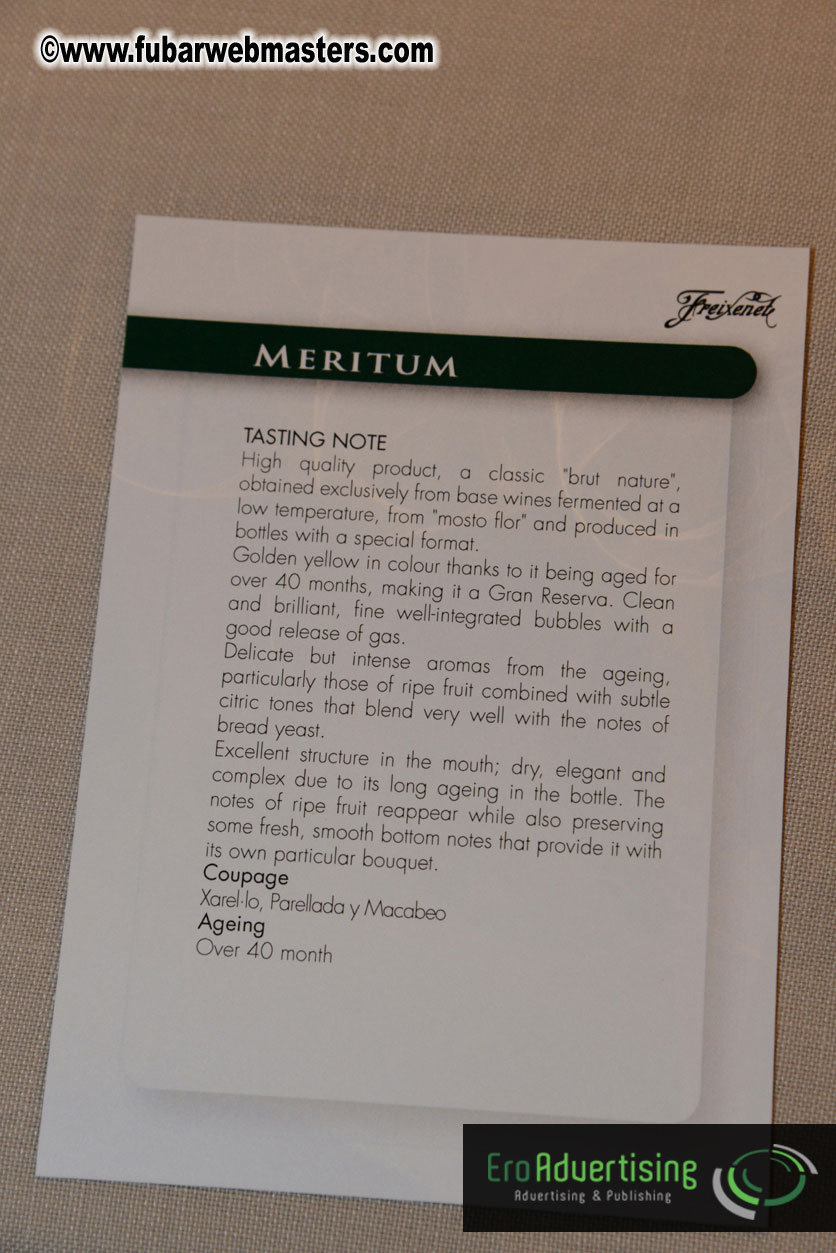 ©www.fubarwebmasters.com
Freixenet
MERITUM
TASTING NOTE
High quality product, a classic "brut nature",
obtained exclusively from base wines fermented at a
low temperature, from "mosto flor" and produced in
bottles with a special format.
Golden yellow in colour thanks to it being aged for
over 40 months, making it a Gran Reserva. Clean
and brilliant, fine well-integrated bubbles with a
good release of gas.
Delicate but intense aromas from the ageing,
particularly those of ripe fruit combined with subtle
citric tones that blend very well with the notes of
bread yeast.
Excellent structure in the mouth; dry, elegant and
complex due to its long ageing in the bottle. The
notes of ripe fruit reappear while also preserving
some fresh, smooth bottom notes that provide it with
its own particular bouquet.
Coupage
Xarel·lo, Parellada y Macabeo
Ageing
Over 40 month
EroAdvertising
Advertising & Publishing